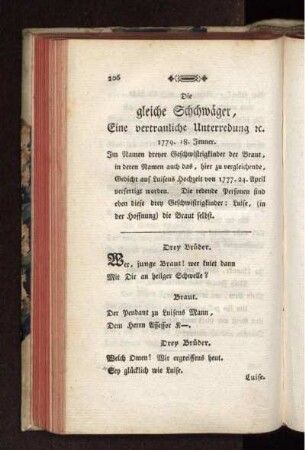 206
Die
gleiche Schchwäger,
Eine vertrauliche Unterredung ꝛc.
1779. 18. Jenner.
Im Namen dreyer Geschwistrigkinder der Braut,
in deren Namen auch das, hier zu vergleichende,
Gedicht auf Luisens Hochzeit von 1777. 24. April
verfertigt worden. Die redende Personen sind
eben diese drey Geschwistrigkinder: Luise, (in
der Hoffnung) die Braut selbst.
Drey Brüder.
Wer, junge Braut! wer kniet dann
Mit Dir an heilger Schwelle?
Braut.
Der Pendant zu Luisens Mann,
Dem Herrn Assessor K—.
Drey Brüder.
Welch Omen! Wir ergreiffens heut.
Sey glücklich wie Luise.
Luise.